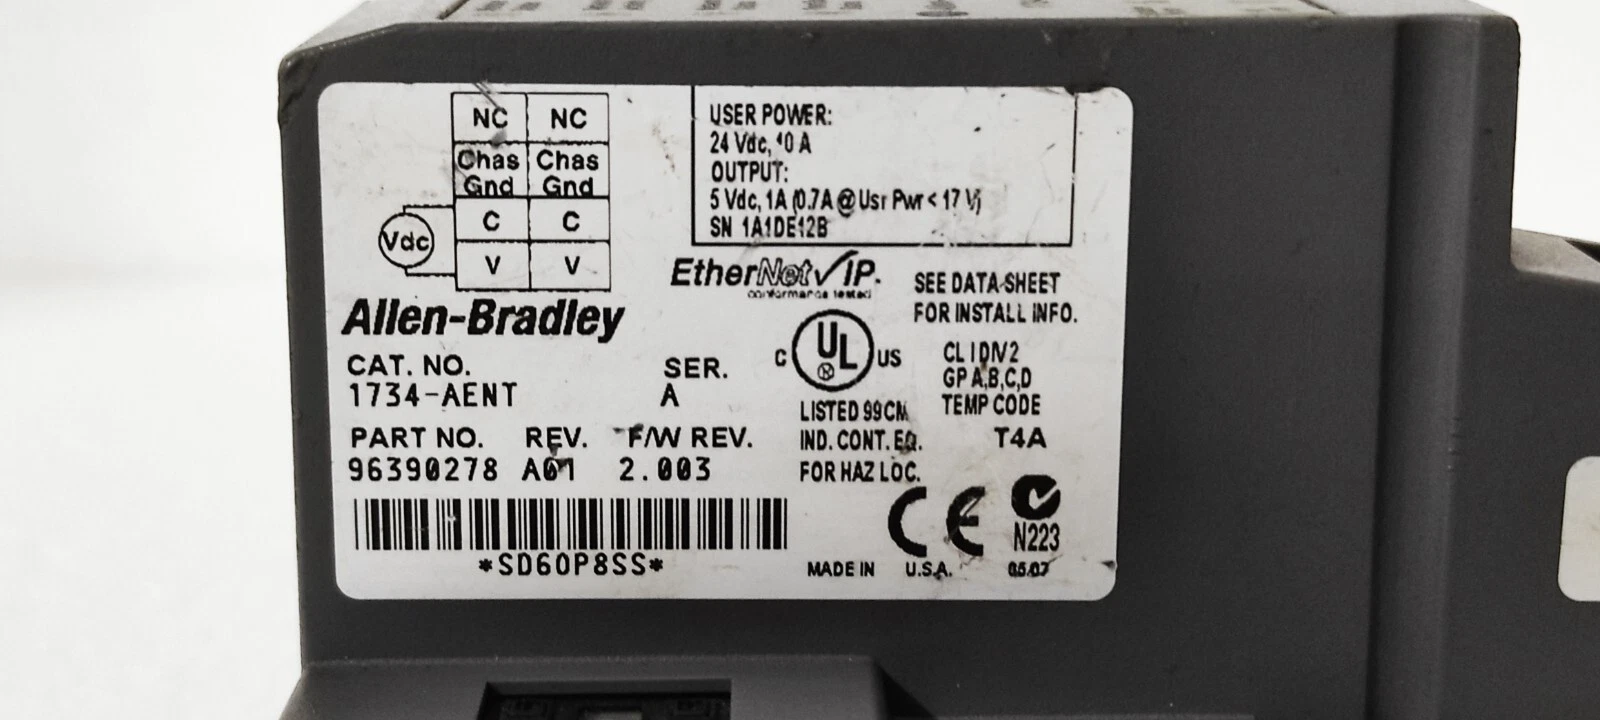 NC NC
Chas Chas
Gnd Gnd
C C
Vdc
V V
USER POWER:
24 Vdc, 10 A
OUTPUT:
5 Vdc, 1A (0.7A @ Usr Pwr < 17 V)
SN 1A1DE12B
EtherNet/IP
conformance tested
SEE DATA SHEET
FOR INSTALL INFO.
Allen-Bradley
CAT. NO. SER.
1734-AENT A
PART NO. REV. F/W REV.
96390278 A01 2.003
*SD60P8SS*
C UL US
LISTED 99CM
IND. CONT. EQ.
FOR HAZ LOC.
CL I DIV 2
GP A,B,C,D
TEMP CODE
T4A
CE
N223
MADE IN U.S.A. 05.07